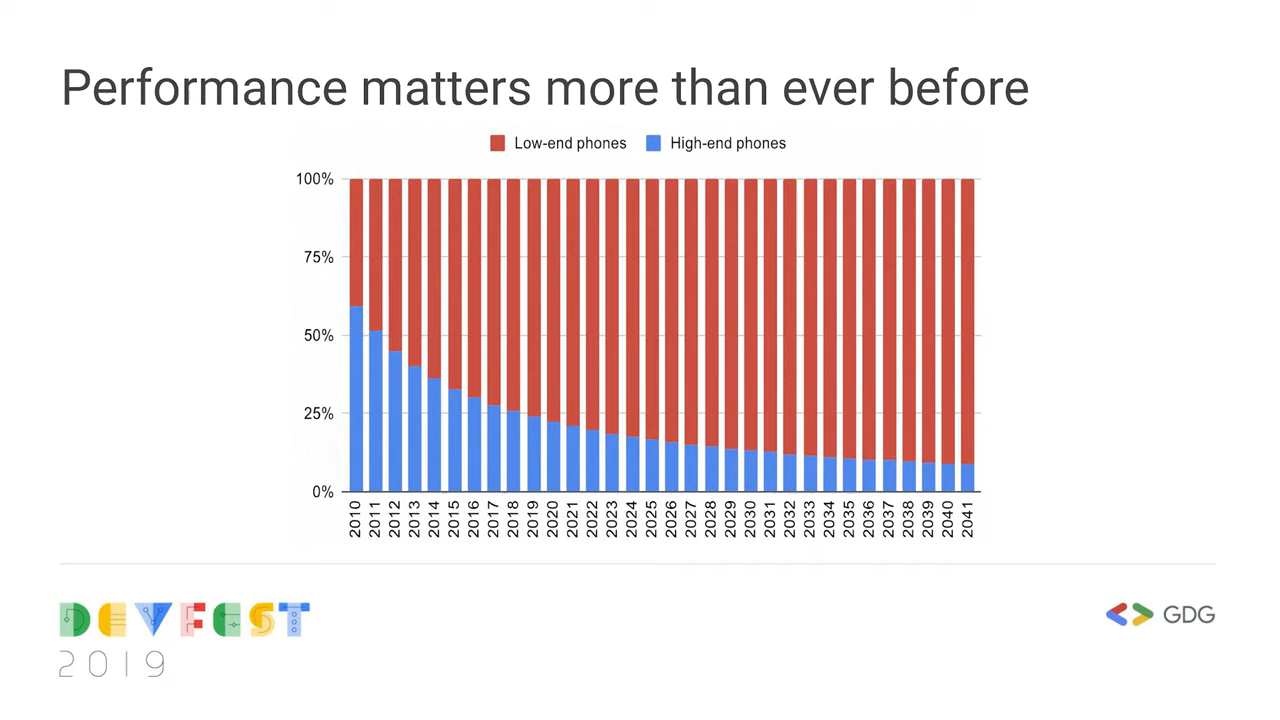 Performance matters more than ever before
Low-end phones High-end phones
100%
75%
50%
25%
0%
2010 2011 2012 2013 2014 2015 2016 2017 2018 2019 2020 2021 2022 2023 2024 2025 2026 2027 2028 2029 2030 2031 2032 2033 2034 2035 2036 2037 2038 2039 2040 2041
DEVFEST
2019
GDG